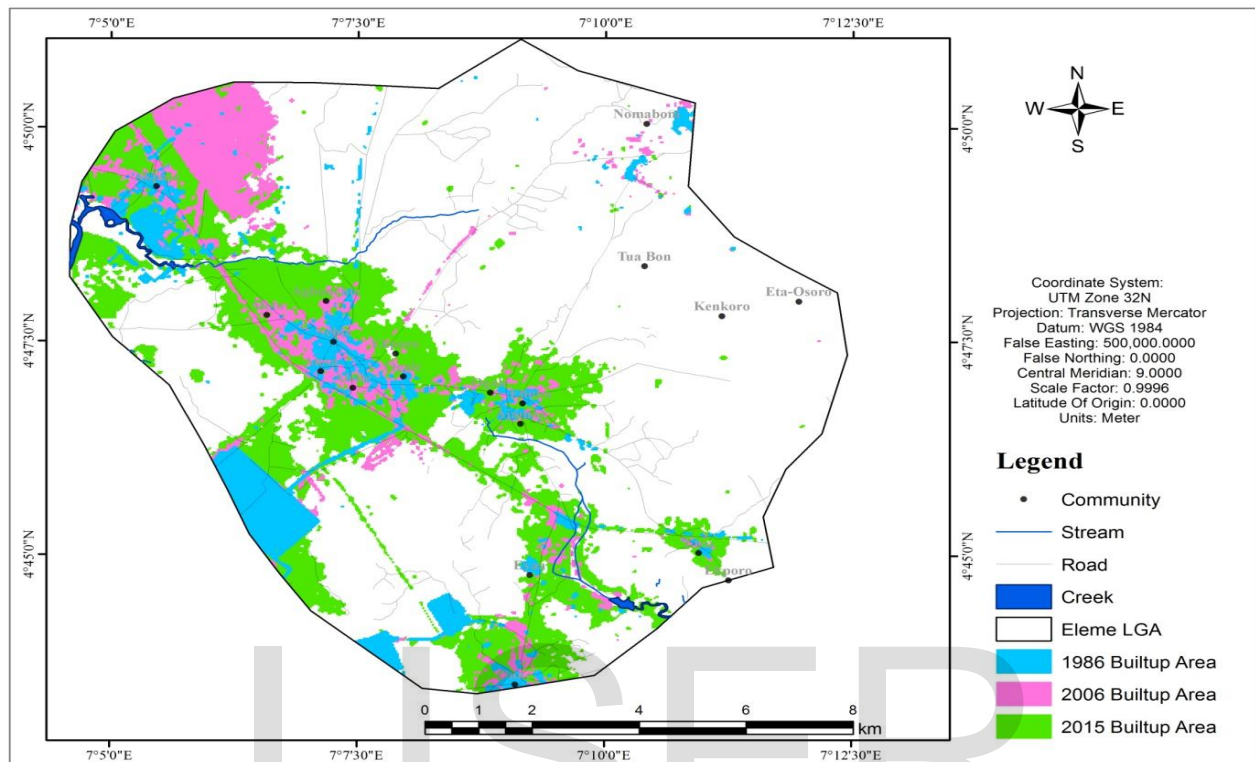 7°5'0"E 7°7'30"E 7°10'0"E 7°12'30"E
4°50'0"N 4°50'0"N
N
W E
S
Nomabon
Tua Bon
Eta-Osoro
Kenkoro
4°47'30"N 4°47'30"N
4°45'0"N 4°45'0"N
Coordinate System:
UTM Zone 32N
Projection: Transverse Mercator
Datum: WGS 1984
False Easting: 500,000.0000
False Northing: 0.0000
Central Meridian: 9.0000
Scale Factor: 0.9996
Latitude Of Origin: 0.0000
Units: Meter
Legend
Community
Stream
Road
Creek
Eleme LGA
1986 Builtup Area
2006 Builtup Area
2015 Builtup Area
0 1 2 4 6 8
km
7°5'0"E 7°7'30"E 7°10'0"E 7°12'30"E
IJSER